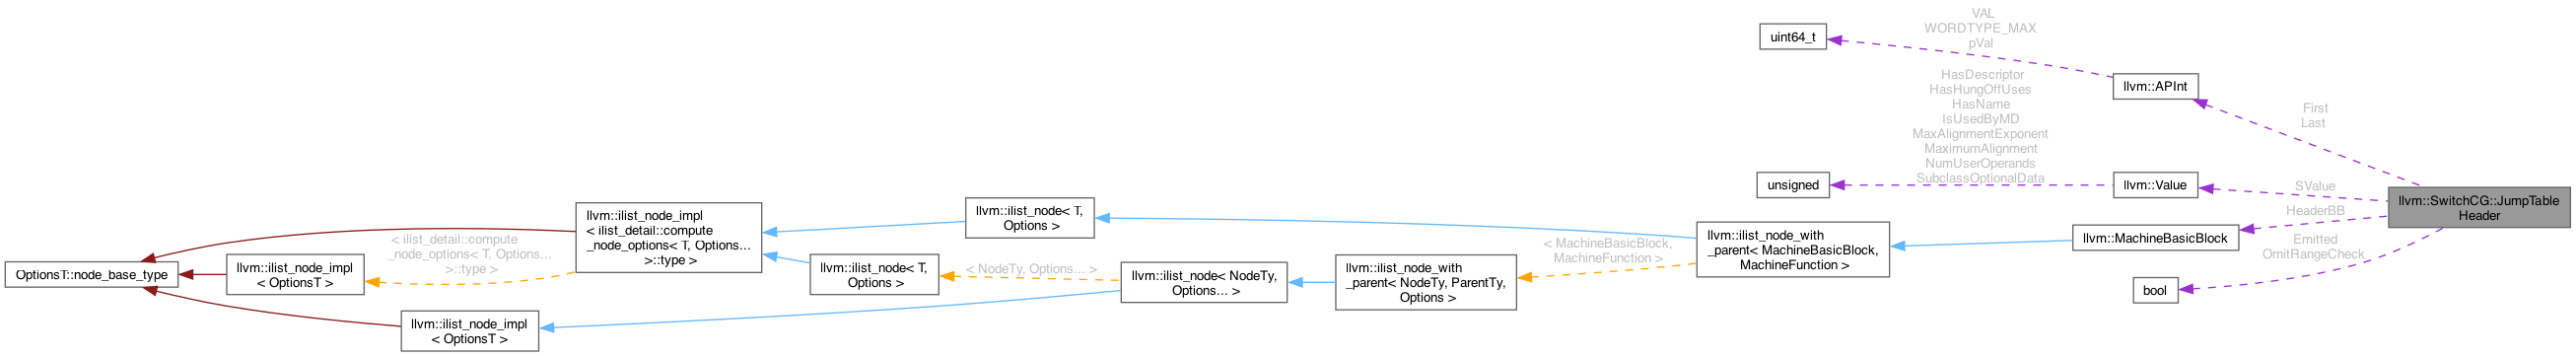 VAL
WORDTYPE_MAX
pVal
uint64_t
llvm::APInt
HasDescriptor
HasHungOffUses
HasName
IsUsedByMD
MaxAlignmentExponent
MaximumAlignment
NumUserOperands
SubclassOptionalData
unsigned
llvm::Value
First
Last
SValue
HeaderBB
Emitted
OmitRangeCheck
llvm::SwitchCG::JumpTable
Header
llvm::MachineBasicBlock
bool
llvm::ilist_node_with
_parent< MachineBasicBlock,
MachineFunction >
< MachineBasicBlock,
MachineFunction >
llvm::ilist_node_with
_parent< NodeTy, ParentTy,
Options >
llvm::ilist_node< T,
Options >
llvm::ilist_node< NodeTy,
Options... >
< NodeTy, Options... >
llvm::ilist_node< T,
Options >
llvm::ilist_node_impl
< ilist_detail::compute
_node_options< T, Options...
>::type >
< ilist_detail::compute
_node_options< T, Options...
>::type >
llvm::ilist_node_impl
< OptionsT >
OptionsT::node_base_type
llvm::ilist_node_impl
< OptionsT >